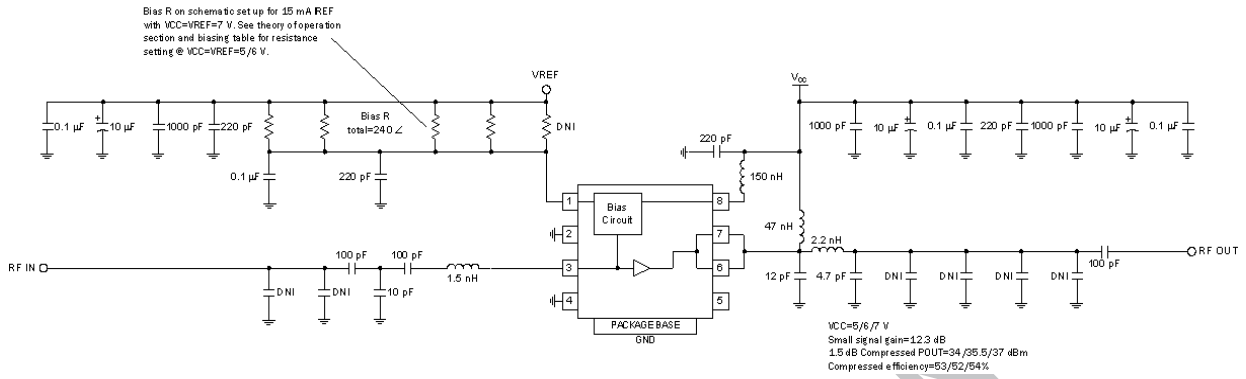 Bias R on schematic set up for 15 mA REF
with VCC=VREF=7 V. See theory of operation
section and biasing table for resistance
setting @ VCC=VREF=5/6 V.
VREF
VCC
0.1 µF
10 µF
+
1000 pF
220 pF
Bias R
total=240 ∠
DNI
1000 pF
10 µF
+
0.1 µF
220 pF
1000 pF
10 µF
+
0.1 µF
220 pF
150 nH
0.1 µF
220 pF
1
Bias
Circuit
8
2
7
47 nH
2.2 nH
RF IN
100 pF
100 pF
1.5 nH
3
6
100 pF
RF OUT
DNI
DNI
10 pF
4
5
12 pF
4.7 pF
DNI
DNI
DNI
DNI
PACKAGE BASE
GND
VCC=5/6/7 V
Small signal gain=12.3 dB
1.5 dB Compressed POUT=34/35.5/37 dBm
Compressed efficiency=53/52/54%